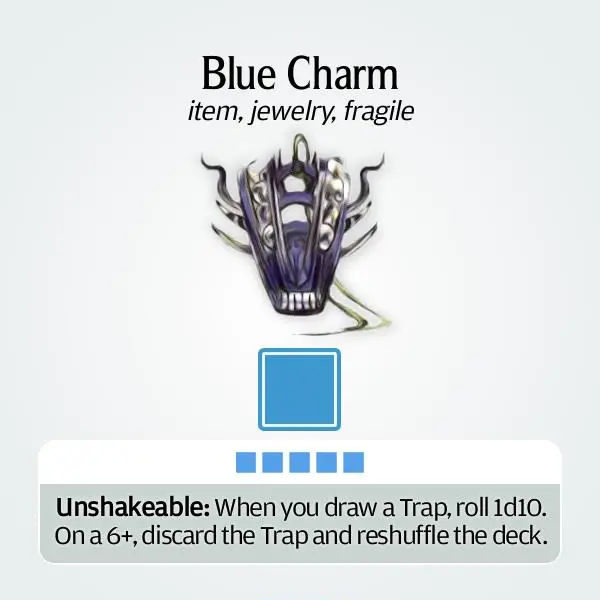 Blue Charm
item, jewelry, fragile
Unshakeable: When you draw a Trap, roll 1d10.
On a 6+, discard the Trap and reshuffle the deck.